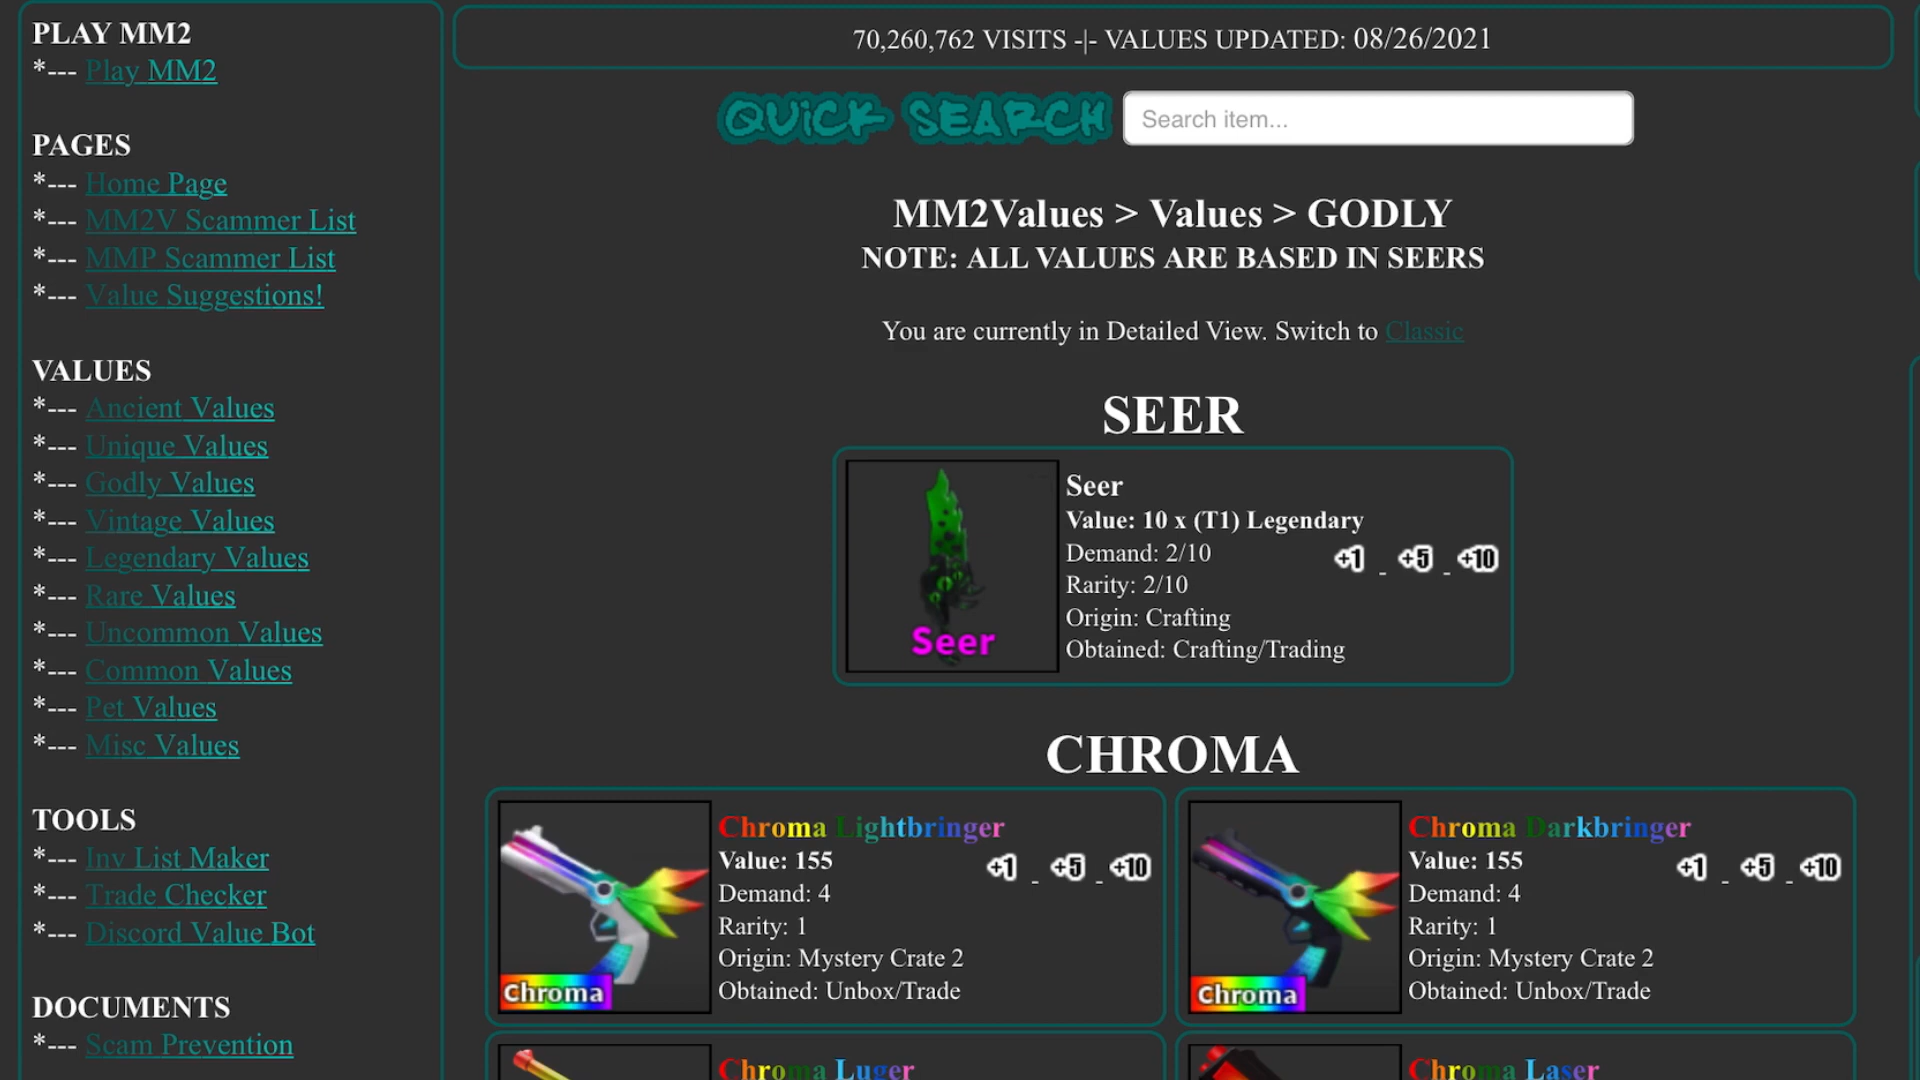 PLAY MM2
*--- Play MM2
PAGES
*--- Home Page
*--- MM2V Scammer List
*--- MMP Scammer List
*--- Value Suggestions!
VALUES
*--- Ancient Values
*--- Unique Values
*--- Godly Values
*--- Vintage Values
*--- Legendary Values
*--- Rare Values
*--- Uncommon Values
*--- Common Values
*--- Pet Values
*--- Misc Values
TOOLS
*--- Inv List Maker
*--- Trade Checker
*--- Discord Value Bot
DOCUMENTS
*--- Scam Prevention
70,260,762 VISITS -|- VALUES UPDATED: 08/26/2021
QUiCK SEARCH
Search item...
MM2Values > Values > GODLY
NOTE: ALL VALUES ARE BASED IN SEERS
You are currently in Detailed View. Switch to Classic
SEER
Seer
Seer
Value: 10 x (T1) Legendary
Demand: 2/10
Rarity: 2/10
Origin: Crafting
Obtained: Crafting/Trading
+1 - +5 - +10
CHROMA
Chroma
Chroma Lightbringer
Value: 155
Demand: 4
Rarity: 1
Origin: Mystery Crate 2
Obtained: Unbox/Trade
+1 - +5 - +10
Chroma
Chroma Darkbringer
Value: 155
Demand: 4
Rarity: 1
Origin: Mystery Crate 2
Obtained: Unbox/Trade
+1 - +5 - +10
Chroma Luger
Chroma Laser